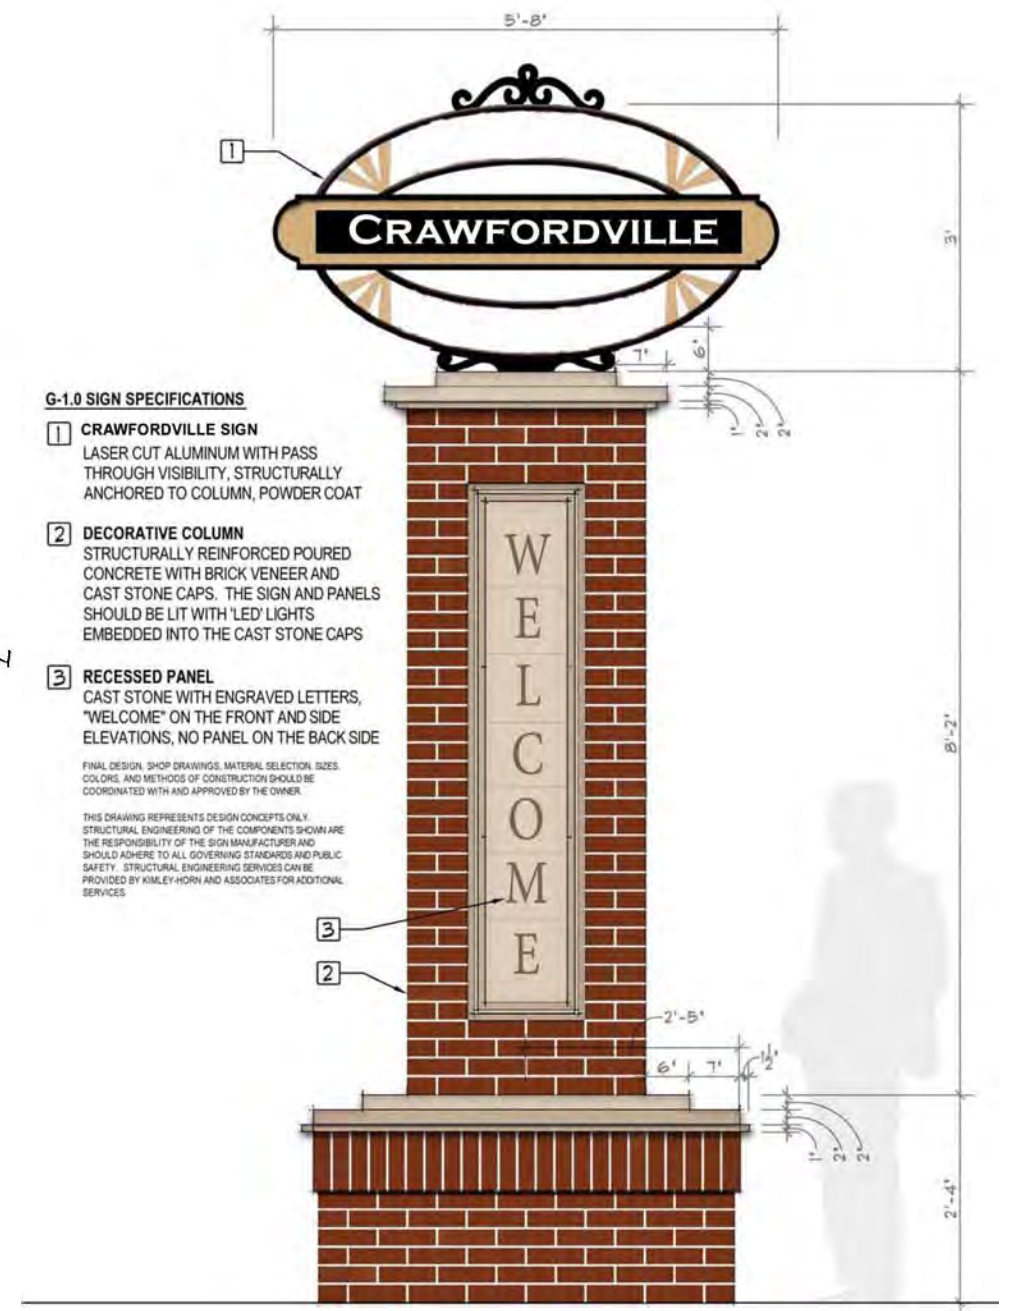 5'-8"
1
CRAWFORDVILLE
3'
7"
6"
1"
2"
2"
G-1.0 SIGN SPECIFICATIONS
1 CRAWFORDVILLE SIGN
LASER CUT ALUMINUM WITH PASS
THROUGH VISIBILITY, STRUCTURALLY
ANCHORED TO COLUMN, POWDER COAT
2 DECORATIVE COLUMN
STRUCTURALLY REINFORCED POURED
CONCRETE WITH BRICK VENEER AND
CAST STONE CAPS. THE SIGN AND PANELS
SHOULD BE LIT WITH 'LED' LIGHTS
EMBEDDED INTO THE CAST STONE CAPS
3 RECESSED PANEL
CAST STONE WITH ENGRAVED LETTERS,
"WELCOME" ON THE FRONT AND SIDE
ELEVATIONS, NO PANEL ON THE BACK SIDE
FINAL DESIGN, SHOP DRAWINGS, MATERIAL SELECTION, SIZES,
COLORS, AND METHODS OF CONSTRUCTION SHOULD BE
COORDINATED WITH AND APPROVED BY THE OWNER.
THIS DRAWING REPRESENTS DESIGN CONCEPTS ONLY.
STRUCTURAL ENGINEERING OF THE COMPONENTS SHOWN ARE
THE RESPONSIBILITY OF THE SIGN MANUFACTURER AND
SHOULD ADHERE TO ALL GOVERNING STANDARDS AND PUBLIC
SAFETY. STRUCTURAL ENGINEERING SERVICES CAN BE
PROVIDED BY KIMLEY-HORN AND ASSOCIATES FOR ADDITIONAL
SERVICES.
W
E
L
C
O
M
E
8'-2"
3
2
2'-5"
6"
7"
1½"
1"
2"
2"
2'-4"